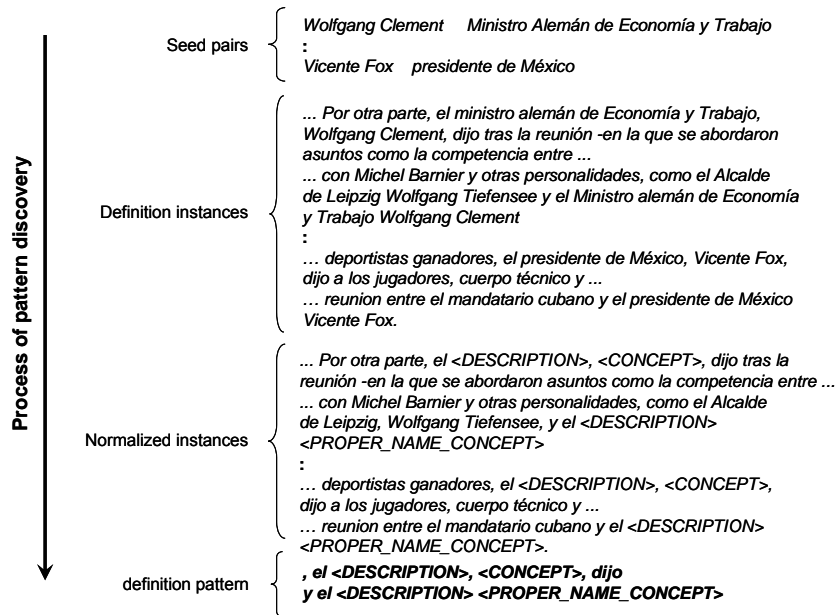 Process of pattern discovery
Seed pairs
Wolfgang Clement Ministro Alemán de Economía y Trabajo
:
Vicente Fox presidente de México
Definition instances
... Por otra parte, el ministro alemán de Economía y Trabajo,
Wolfgang Clement, dijo tras la reunión -en la que se abordaron
asuntos como la competencia entre ...
... con Michel Barnier y otras personalidades, como el Alcalde
de Leipzig Wolfgang Tiefensee y el Ministro alemán de Economía
y Trabajo Wolfgang Clement
:
… deportistas ganadores, el presidente de México, Vicente Fox,
dijo a los jugadores, cuerpo técnico y ...
… reunion entre el mandatario cubano y el presidente de México
Vicente Fox.
Normalized instances
... Por otra parte, el <DESCRIPTION>, <CONCEPT>, dijo tras la
reunión -en la que se abordaron asuntos como la competencia entre ...
... con Michel Barnier y otras personalidades, como el Alcalde
de Leipzig, Wolfgang Tiefensee, y el <DESCRIPTION>
<PROPER_NAME_CONCEPT>
:
… deportistas ganadores, el <DESCRIPTION>, <CONCEPT>,
dijo a los jugadores, cuerpo técnico y ...
… reunion entre el mandatario cubano y el <DESCRIPTION>
<PROPER_NAME_CONCEPT>.
definition pattern
, el <DESCRIPTION>, <CONCEPT>, dijo
y el <DESCRIPTION> <PROPER_NAME_CONCEPT>